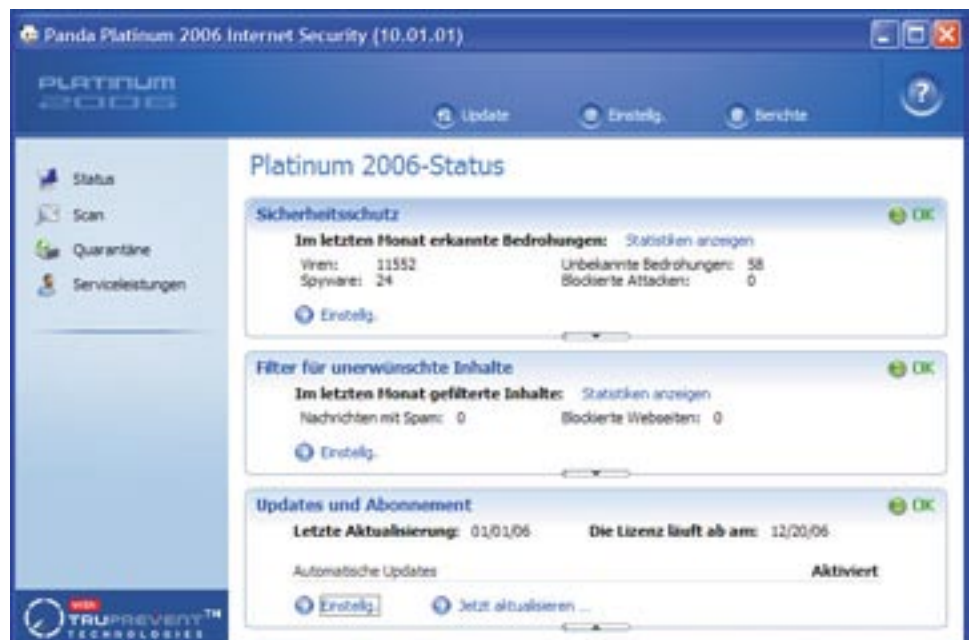 Panda Platinum 2006 Internet Security (10.01.01)
PLATINUM
2006
Update
Einstellg.
Berichte
?
Status
Scan
Quarantäne
Serviceleistungen
Platinum 2006-Status
Sicherheitsschutz
OK
Im letzten Monat erkannte Bedrohungen: Statistiken anzeigen
Viren: 11552 Unbekannte Bedrohungen: 58
Spyware: 24 Blockierte Attacken: 0
Einstellg.
Filter für unerwünschte Inhalte
OK
Im letzten Monat gefilterte Inhalte: Statistiken anzeigen
Nachrichten mit Spam: 0 Blockierte Webseiten: 0
Einstellg.
Updates und Abonnement
OK
Letzte Aktualisierung: 01/01/06 Die Lizenz läuft ab am: 12/20/06
Automatische Updates Aktiviert
Einstellg. Jetzt aktualisieren ...
WITH
TRUPREVENT™
TECHNOLOGIES